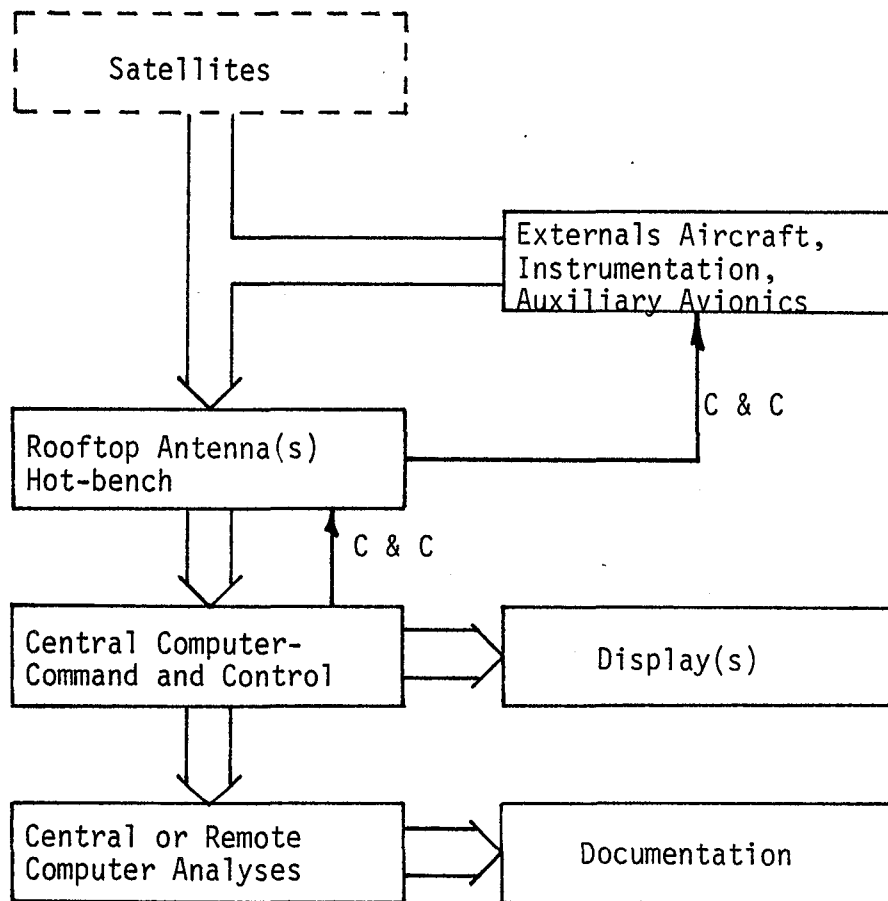 Satellites
Externals Aircraft,
Instrumentation,
Auxiliary Avionics
C & C
Rooftop Antenna(s)
Hot-bench
C & C
Central Computer-
Command and Control
Display(s)
Central or Remote
Computer Analyses
Documentation